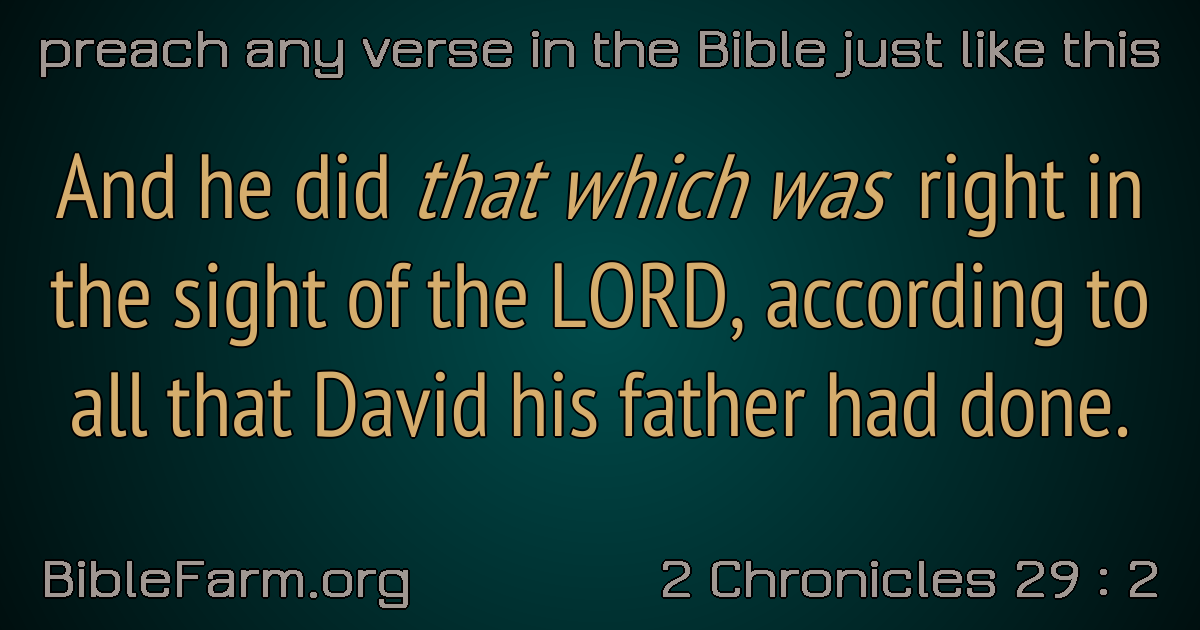 preach any verse in the Bible just like this
And he did that which was right in
the sight of the LORD, according to
all that David his father had done.
BibleFarm.org
2 Chronicles 29 : 2